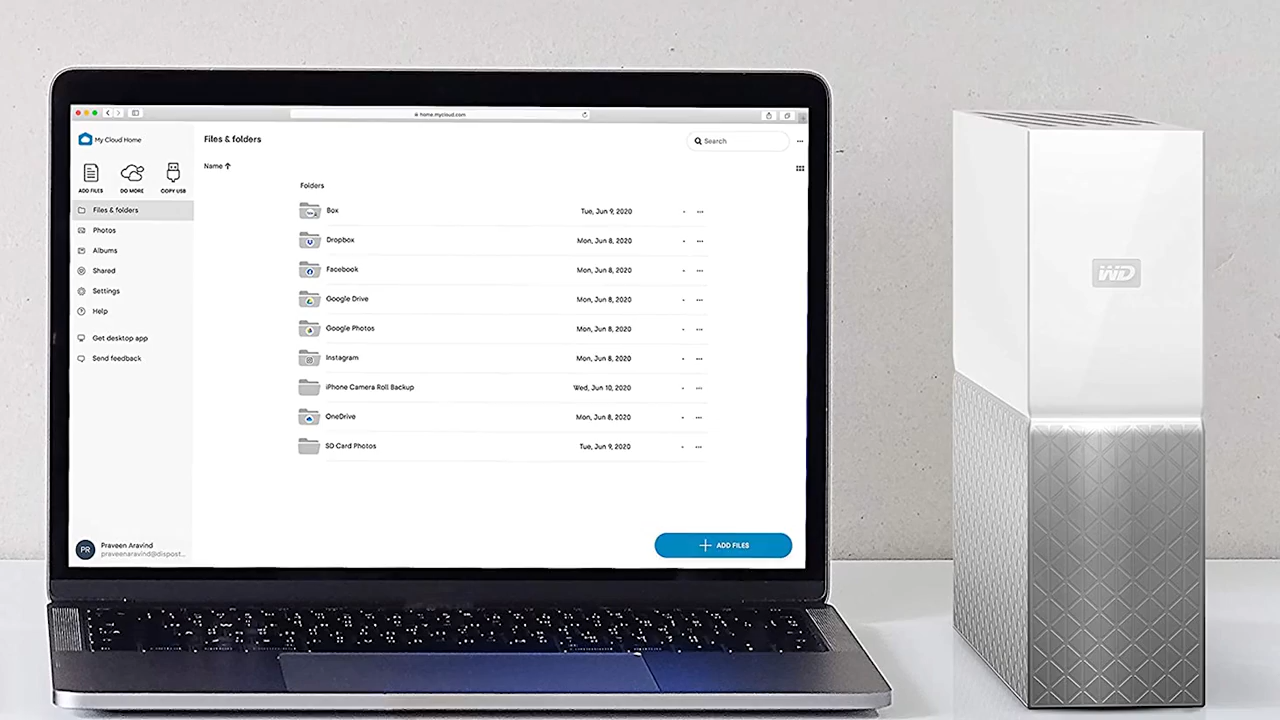 home.mycloud.com
My Cloud Home
ADD FILES
DO MORE
COPY USB
Files & folders
Photos
Albums
Shared
Settings
Help
Get desktop app
Send feedback
Praveen Aravind
praveenaravind@dispost...
Files & folders
Search
Name
Folders
Box Tue, Jun 9, 2020 -
Dropbox Mon, Jun 8, 2020 -
Facebook Mon, Jun 8, 2020 -
Google Drive Mon, Jun 8, 2020 -
Google Photos Mon, Jun 8, 2020 -
Instagram Mon, Jun 8, 2020 -
iPhone Camera Roll Backup Wed, Jun 10, 2020 -
OneDrive Mon, Jun 8, 2020 -
SD Card Photos Tue, Jun 9, 2020 -
ADD FILES
PR
WD